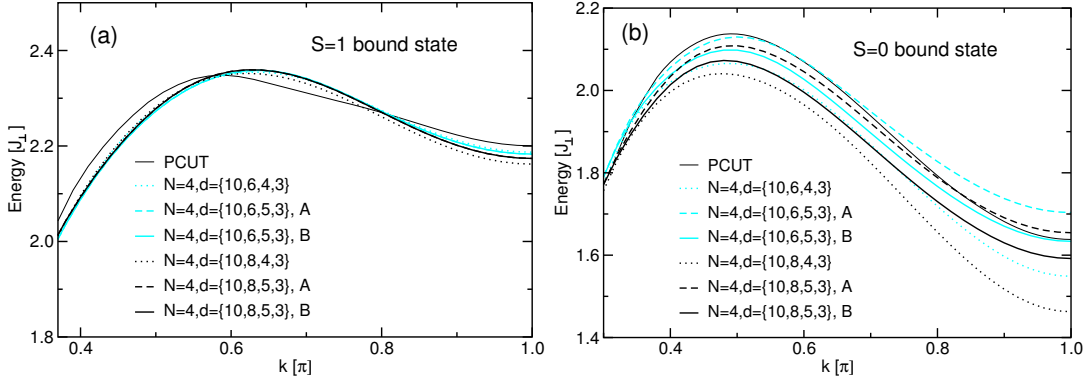 (a)
S=1 bound state
Energy [J⊥]
2.4
2.2
2.0
1.8
PCUT
N=4,d={10,6,4,3}
N=4,d={10,6,5,3}, A
N=4,d={10,6,5,3}, B
N=4,d={10,8,4,3}
N=4,d={10,8,5,3}, A
N=4,d={10,8,5,3}, B
0.4 0.6 0.8 1.0
k [π]
(b)
S=0 bound state
Energy [J⊥]
2.2
2.0
1.8
1.6
1.4
PCUT
N=4,d={10,6,4,3}
N=4,d={10,6,5,3}, A
N=4,d={10,6,5,3}, B
N=4,d={10,8,4,3}
N=4,d={10,8,5,3}, A
N=4,d={10,8,5,3}, B
0.4 0.6 0.8 1.0
k [π]